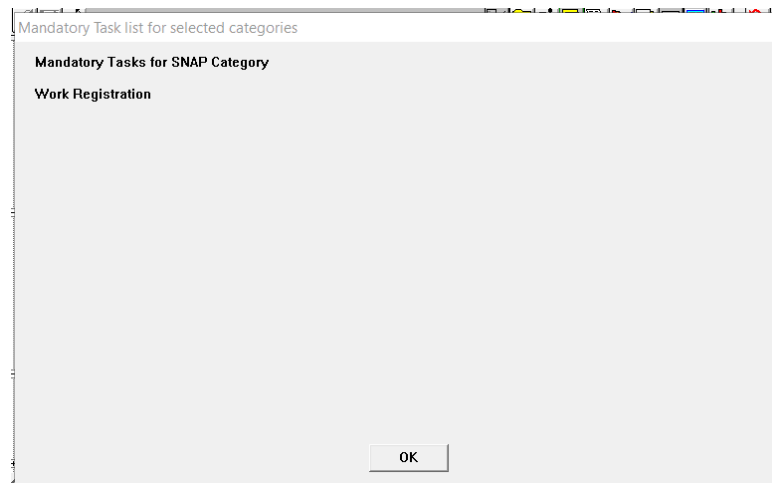 Mandatory Task list for selected categories
Mandatory Tasks for SNAP Category
Work Registration
OK